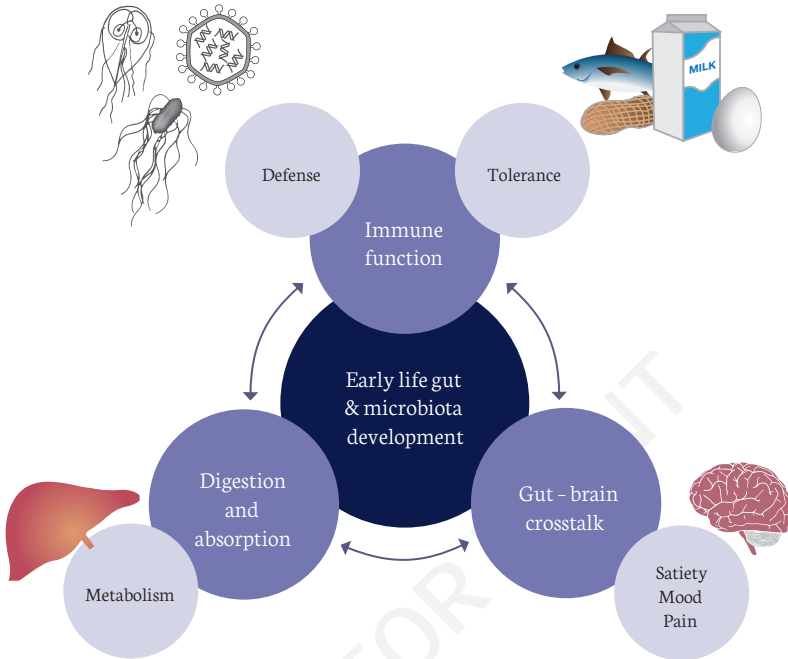 MILK
Defense
Tolerance
Immune
function
Early life gut
& microbiota
development
Digestion
and
absorption
Gut – brain
crosstalk
Metabolism
Satiety
Mood
Pain